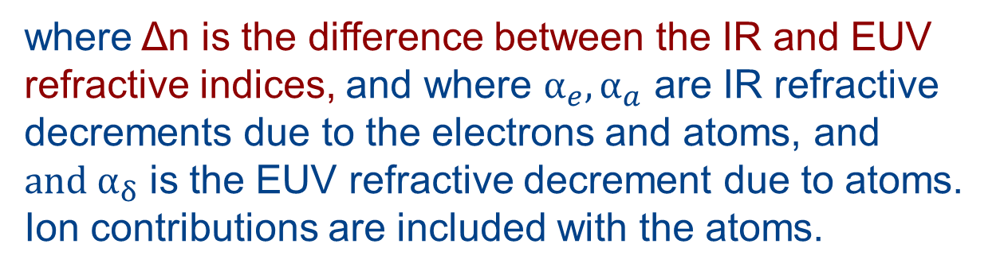 where Δn is the difference between the IR and EUV
refractive indices, and where αₑ, αₐ are IR refractive
decrements due to the electrons and atoms, and
and α_δ is the EUV refractive decrement due to atoms.
Ion contributions are included with the atoms.